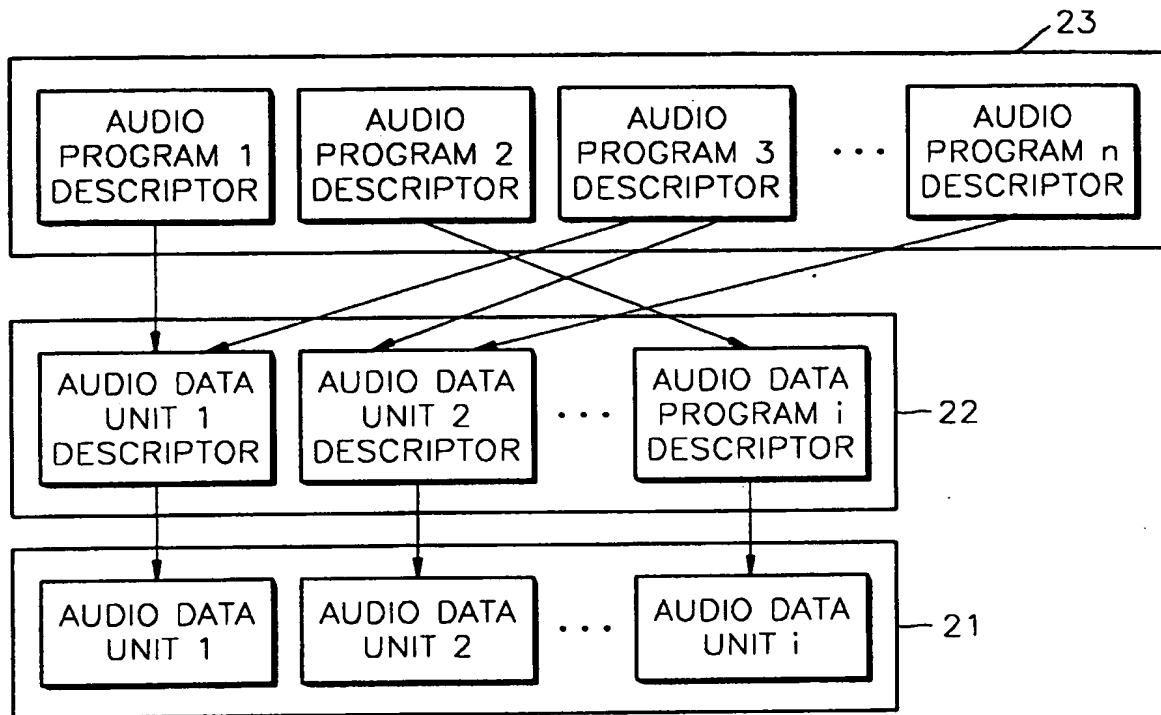 23
AUDIO
PROGRAM 1
DESCRIPTOR
AUDIO
PROGRAM 2
DESCRIPTOR
AUDIO
PROGRAM 3
DESCRIPTOR
...
AUDIO
PROGRAM n
DESCRIPTOR
AUDIO DATA
UNIT 1
DESCRIPTOR
AUDIO DATA
UNIT 2
DESCRIPTOR
...
AUDIO DATA
PROGRAM i
DESCRIPTOR
22
AUDIO DATA
UNIT 1
AUDIO DATA
UNIT 2
...
AUDIO DATA
UNIT i
21